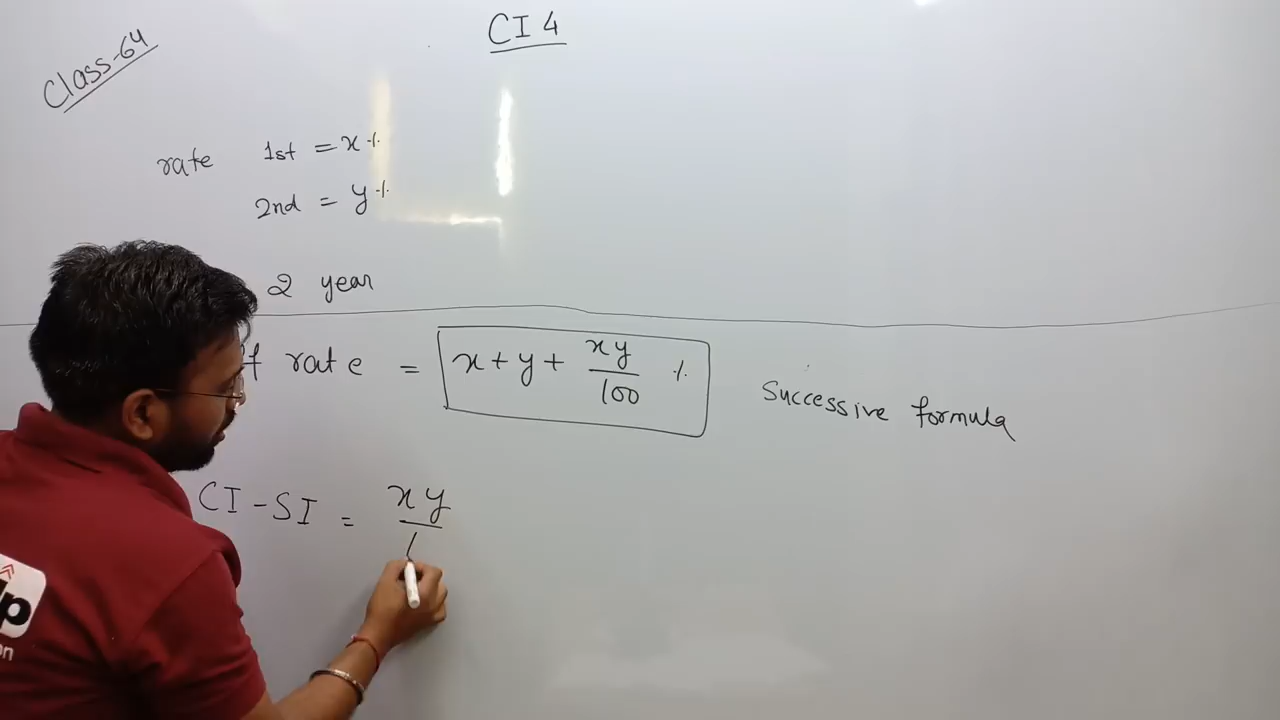 CI 4
Class-64
rate 1st = x%
2nd = y%
2 year
rate = x + y + xy/100 % Successive formula
CI - SI = xy/